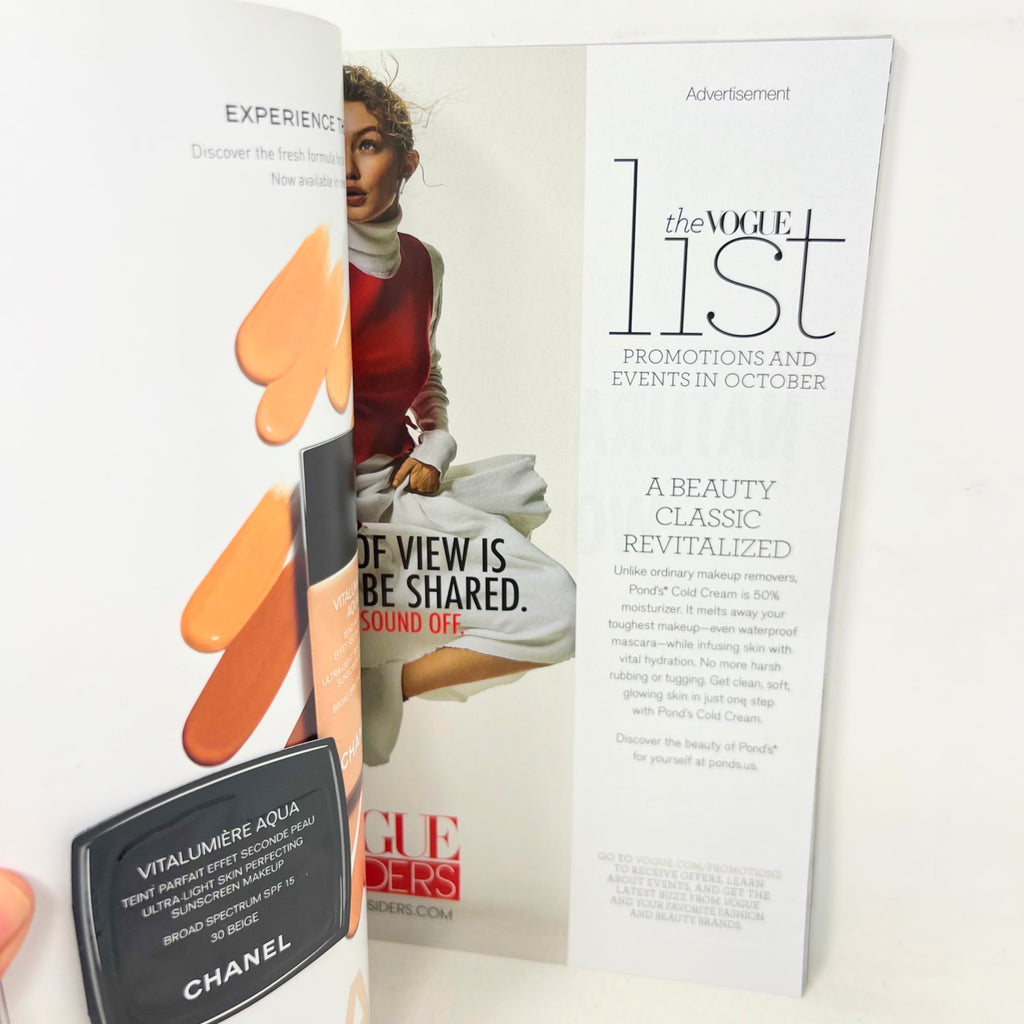 EXPERIENCE
Discover the fresh formula
Now available in
VITALUMIÈRE AQUA
TEINT PARFAIT EFFET SECONDE PEAU
ULTRA-LIGHT SKIN PERFECTING
SUNSCREEN MAKEUP
BROAD SPECTRUM SPF 15
30 BEIGE
CHANEL
OF VIEW IS
BE SHARED.
SOUND OFF.
GUE
DERS
SIDERS.COM
Advertisement
the VOGUE
list
PROMOTIONS AND
EVENTS IN OCTOBER
A BEAUTY
CLASSIC
REVITALIZED
Unlike ordinary makeup removers,
Pond's® Cold Cream is 50%
moisturizer. It melts away your
toughest makeup—even waterproof
mascara—while infusing skin with
vital hydration. No more harsh
rubbing or tugging. Get clean, soft,
glowing skin in just one step
with Pond's Cold Cream.
Discover the beauty of Pond's®
for yourself at ponds.us.
GO TO VOGUE.COM/PROMOTIONS
TO RECEIVE OFFERS, LEARN
ABOUT EVENTS, AND GET THE
LATEST BUZZ FROM VOGUE
AND YOUR FAVORITE FASHION
AND BEAUTY BRANDS.